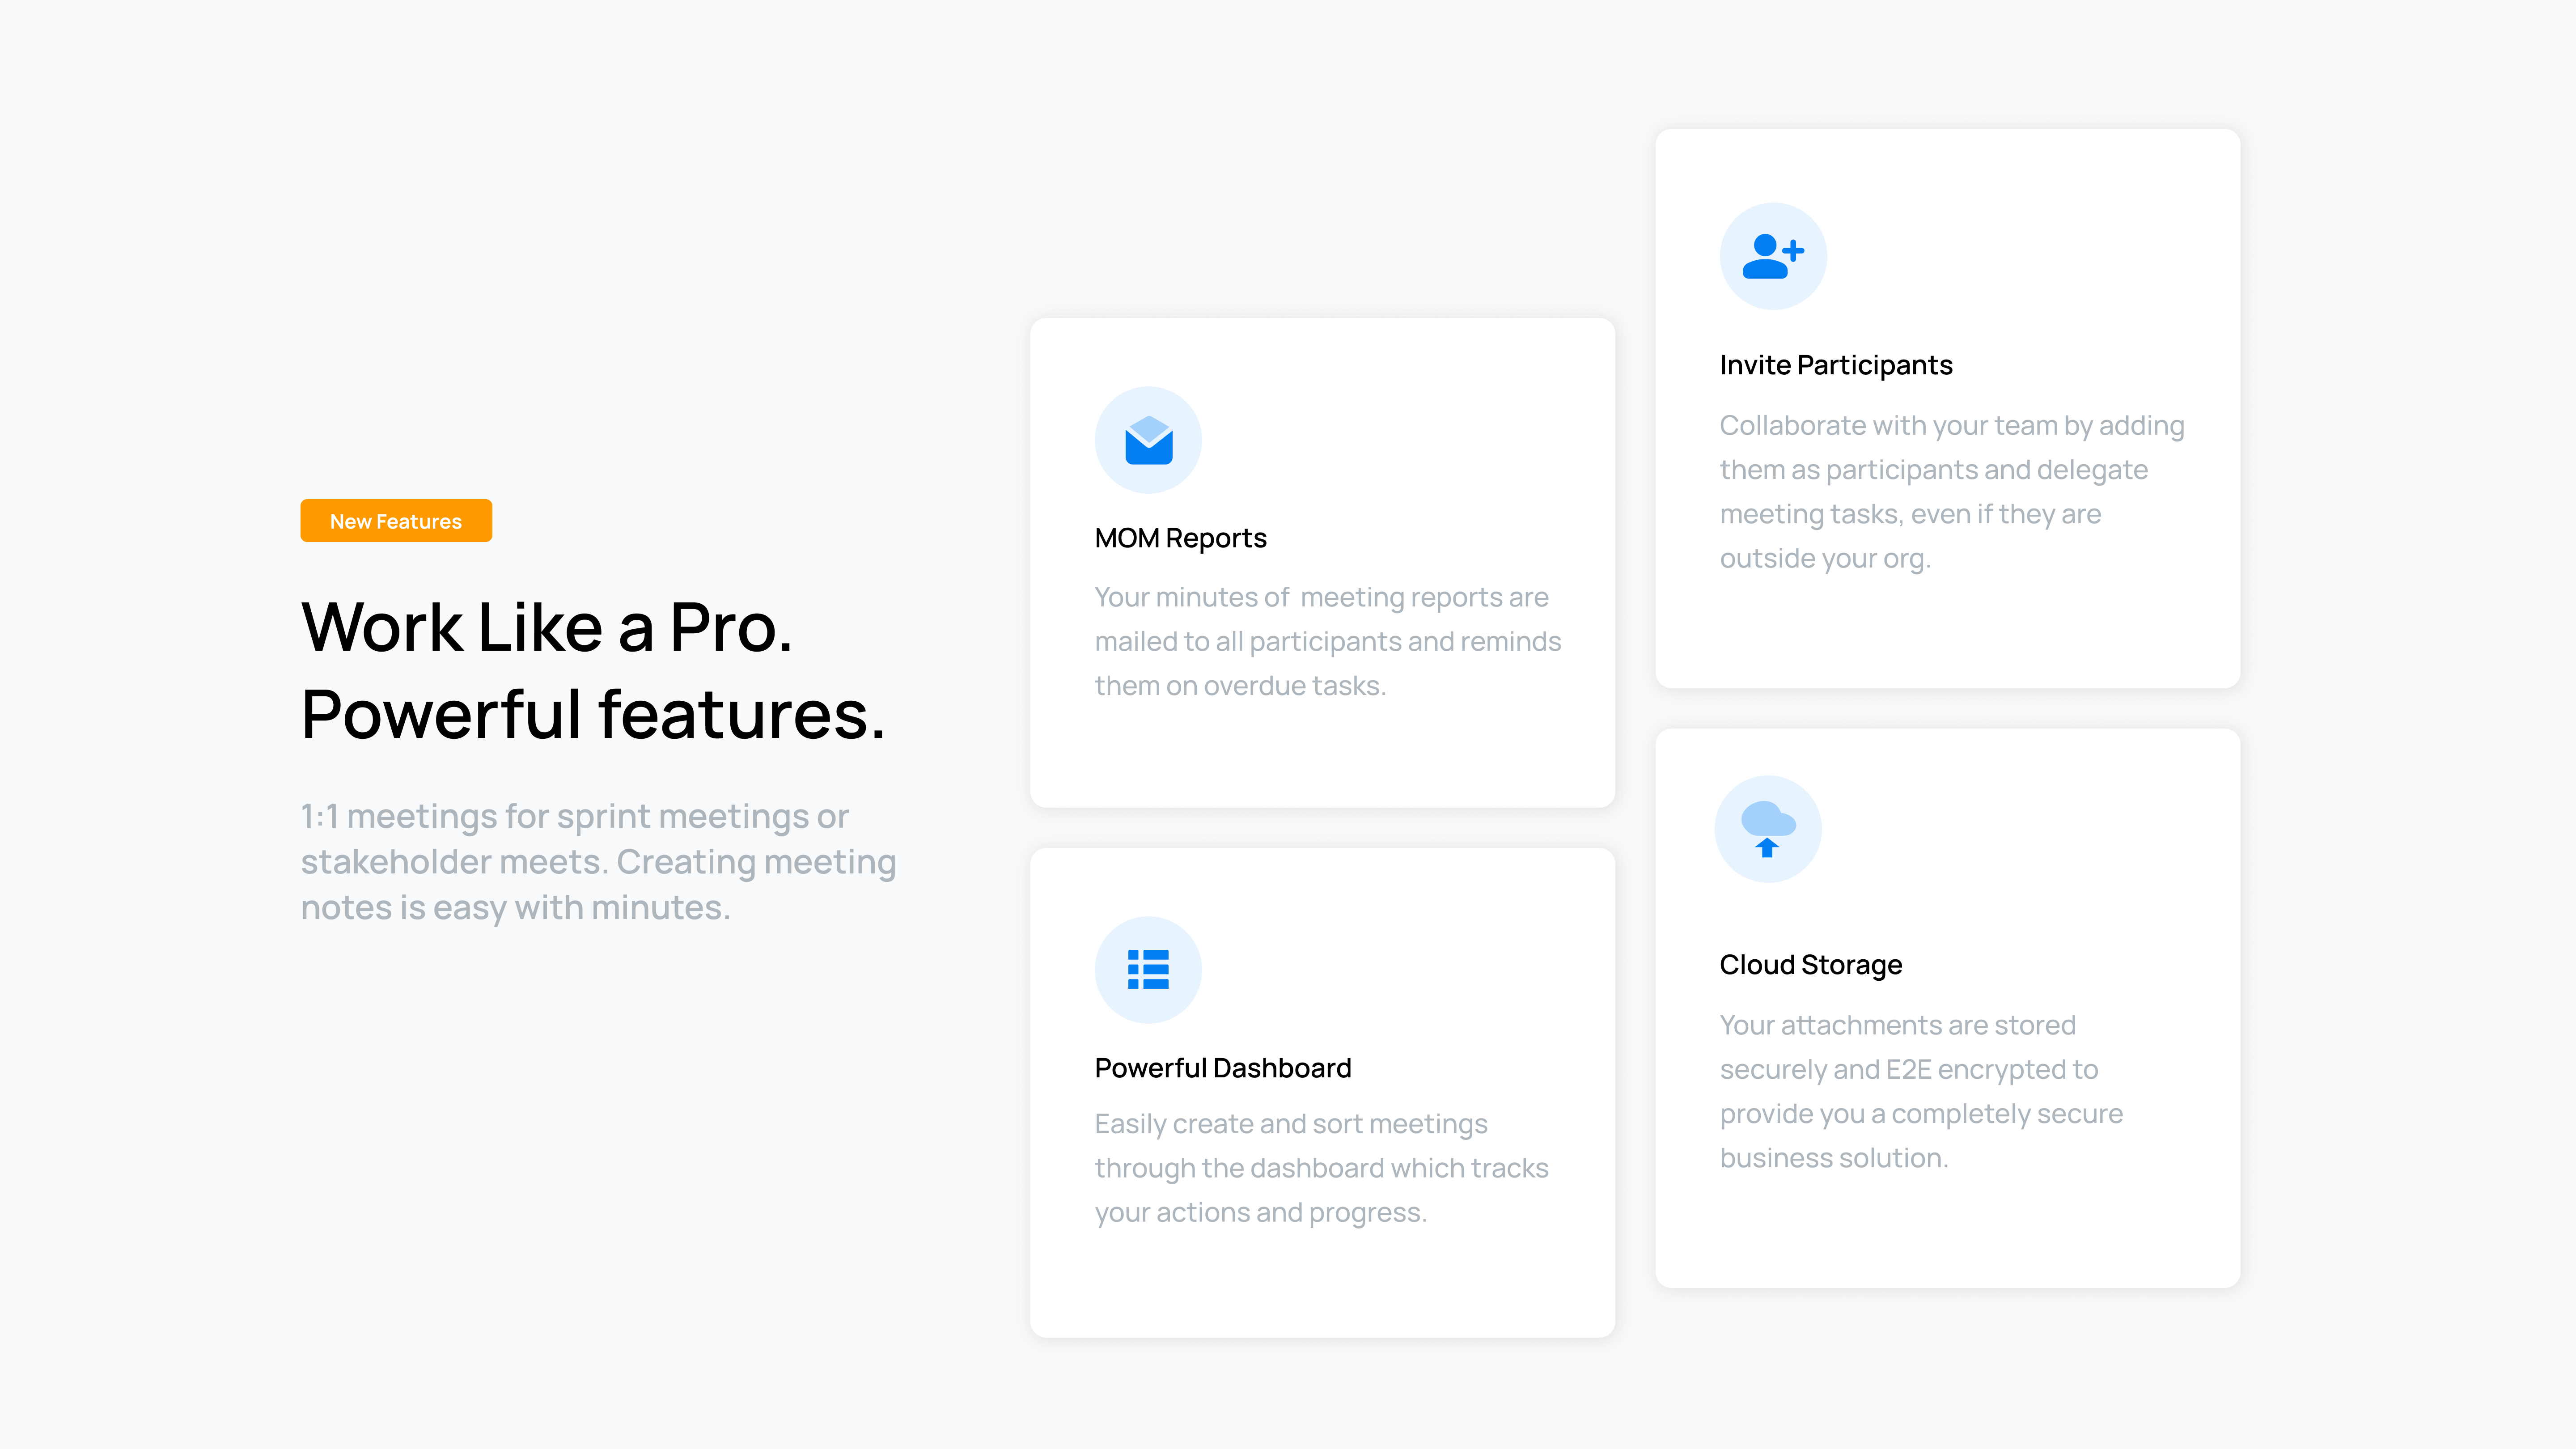 New Features
Work Like a Pro.
Powerful features.
1:1 meetings for sprint meetings or
stakeholder meets. Creating meeting
notes is easy with minutes.
MOM Reports
Your minutes of  meeting reports are
mailed to all participants and reminds
them on overdue tasks.
Powerful Dashboard
Easily create and sort meetings
through the dashboard which tracks
your actions and progress.
Invite Participants
Collaborate with your team by adding
them as participants and delegate
meeting tasks, even if they are
outside your org.
Cloud Storage
Your attachments are stored
securely and E2E encrypted to
provide you a completely secure
business solution.